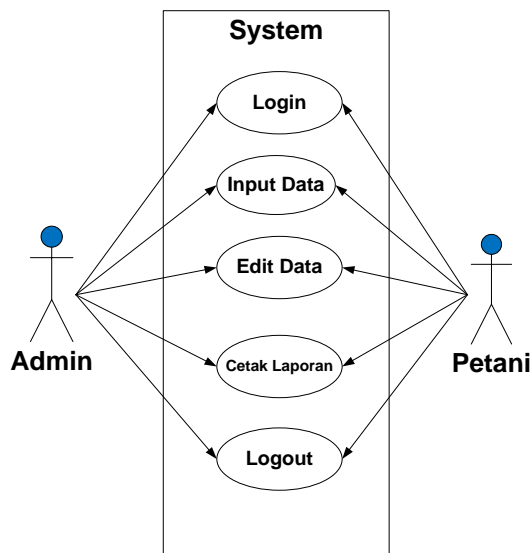 System
Login
Input Data
Edit Data
Admin
Petani
Cetak Laporan
Logout